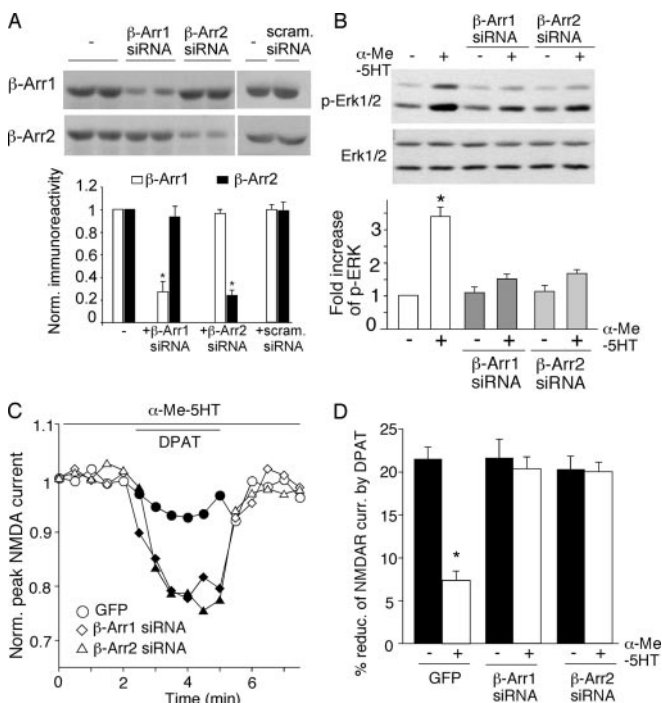 A
- β-Arr1 siRNA β-Arr2 siRNA - scram. siRNA
β-Arr1
β-Arr2
β-Arr1 β-Arr2
Norm. immunoreactivity
1.2
1
0.8
0.6
0.4
0.2
0
* *
- +β-Arr1 siRNA +β-Arr2 siRNA +scram. siRNA
B
β-Arr1 siRNA β-Arr2 siRNA
α-Me -5HT - + - + - +
p-Erk1/2
Erk1/2
Fold increase of p-ERK
4
3
2
1
*
- + - + - + α-Me -5HT
β-Arr1 siRNA β-Arr2 siRNA
C
α-Me-5HT
DPAT
Norm. peak NMDA current
1.1
1
0.9
0.8
0.7
GFP
β-Arr1 siRNA
β-Arr2 siRNA
0 2 4 6
Time (min)
D
% reduc. of NMDAR curr. by DPAT
25
20
15
10
5
0
*
- + - + - + α-Me -5HT
GFP β-Arr1 siRNA β-Arr2 siRNA